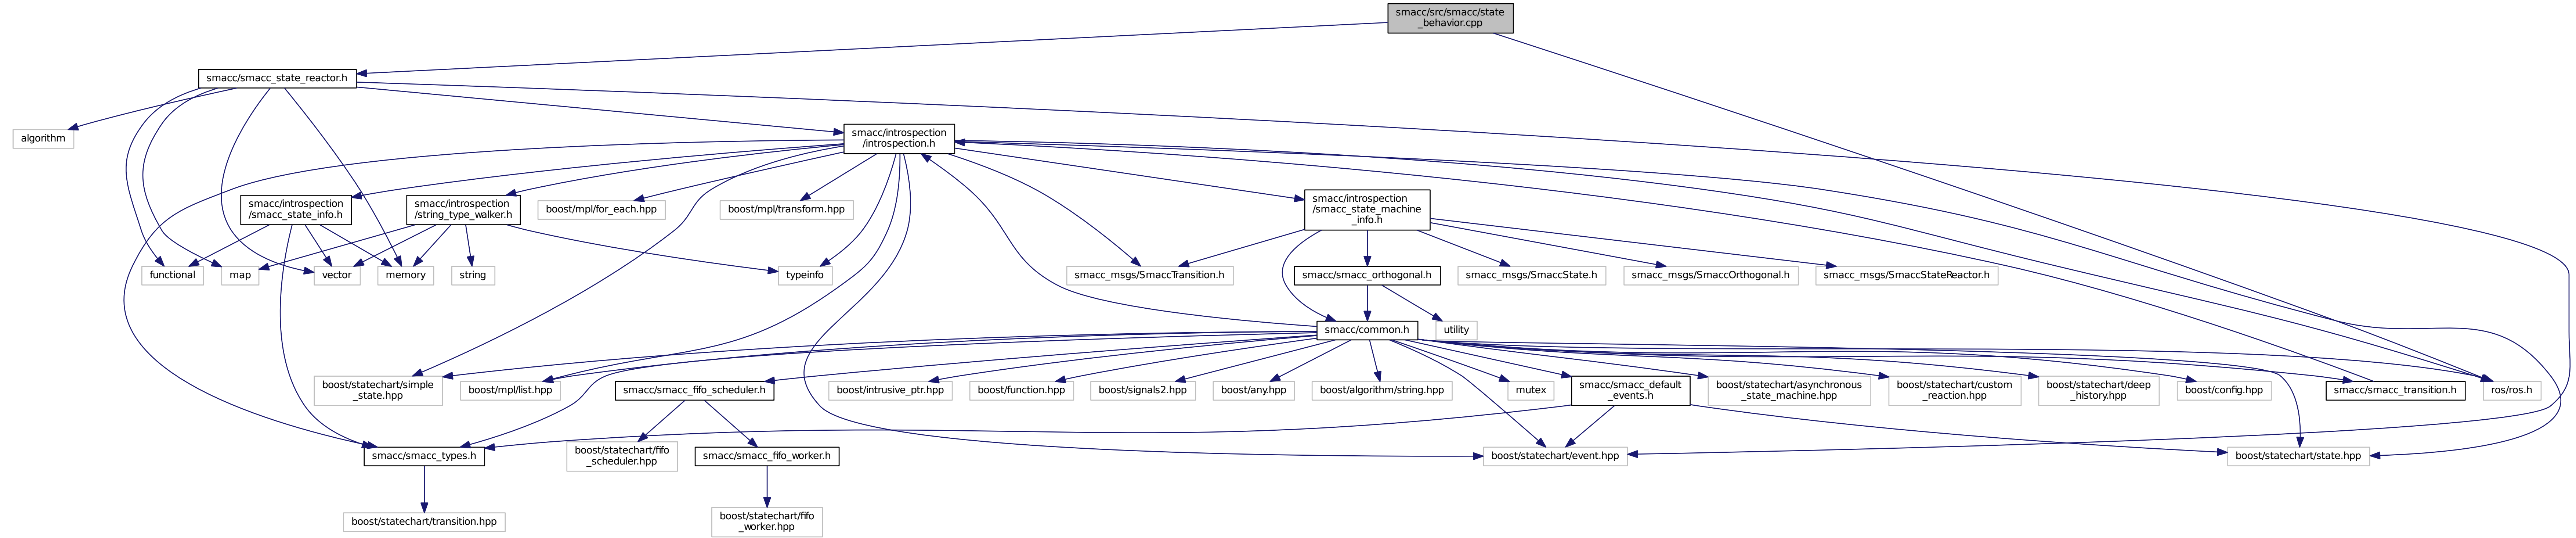 smacc/src/smacc/state
_behavior.cpp
smacc/smacc_state_reactor.h
algorithm
smacc/introspection
/introspection.h
smacc/introspection
/smacc_state_info.h
smacc/introspection
/string_type_walker.h
boost/mpl/for_each.hpp
boost/mpl/transform.hpp
smacc/introspection
/smacc_state_machine
_info.h
functional
map
vector
memory
string
typeinfo
smacc_msgs/SmaccTransition.h
smacc/smacc_orthogonal.h
smacc_msgs/SmaccState.h
smacc_msgs/SmaccOrthogonal.h
smacc_msgs/SmaccStateReactor.h
smacc/common.h
utility
boost/statechart/simple
_state.hpp
boost/mpl/list.hpp
smacc/smacc_fifo_scheduler.h
boost/intrusive_ptr.hpp
boost/function.hpp
boost/signals2.hpp
boost/any.hpp
boost/algorithm/string.hpp
mutex
smacc/smacc_default
_events.h
boost/statechart/asynchronous
_state_machine.hpp
boost/statechart/custom
_reaction.hpp
boost/statechart/deep
_history.hpp
boost/config.hpp
smacc/smacc_transition.h
ros/ros.h
smacc/smacc_types.h
boost/statechart/fifo
_scheduler.hpp
smacc/smacc_fifo_worker.h
boost/statechart/event.hpp
boost/statechart/state.hpp
boost/statechart/transition.hpp
boost/statechart/fifo
_worker.hpp